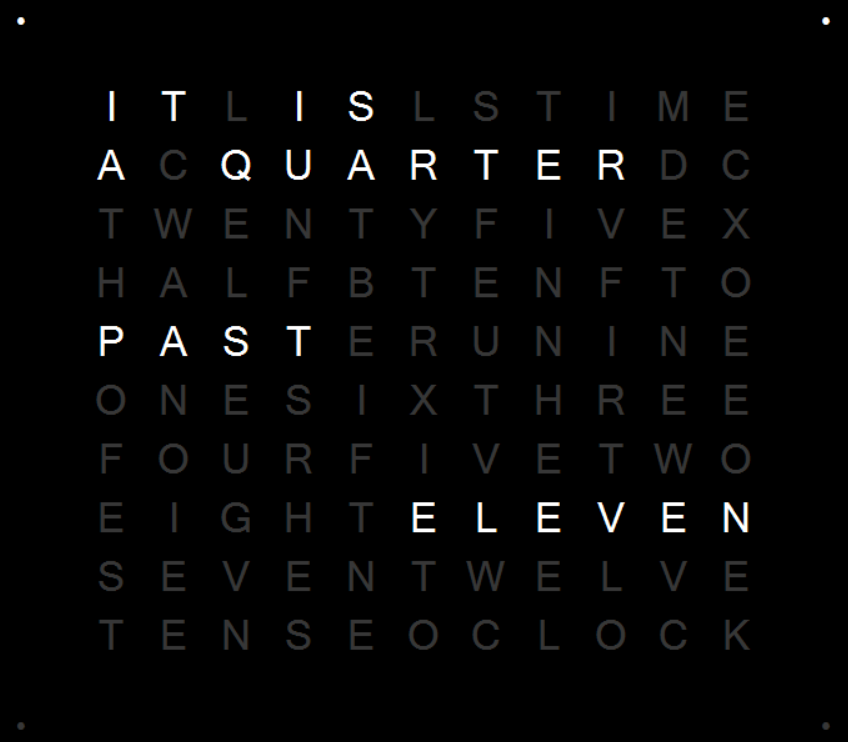 I T L I S L S T I M E
A C Q U A R T E R D C
T W E N T Y F I V E X
H A L F B T E N F T O
P A S T E R U N I N E
O N E S I X T H R E E
F O U R F I V E T W O
E I G H T E L E V E N
S E V E N T W E L V E
T E N S E O C L O C K